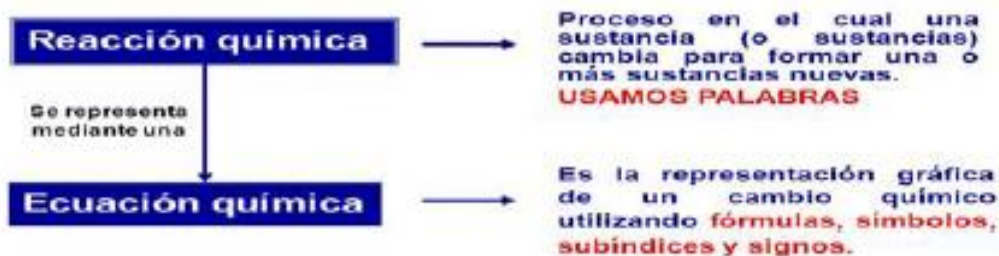 Reacción química
Proceso en el cual una
sustancia (o sustancias)
cambia para formar una o
más sustancias nuevas.
USAMOS PALABRAS
Se representa
mediante una
Ecuación química
Es la representación gráfica
de un cambio químico
utilizando fórmulas, símbolos,
subíndices y signos.